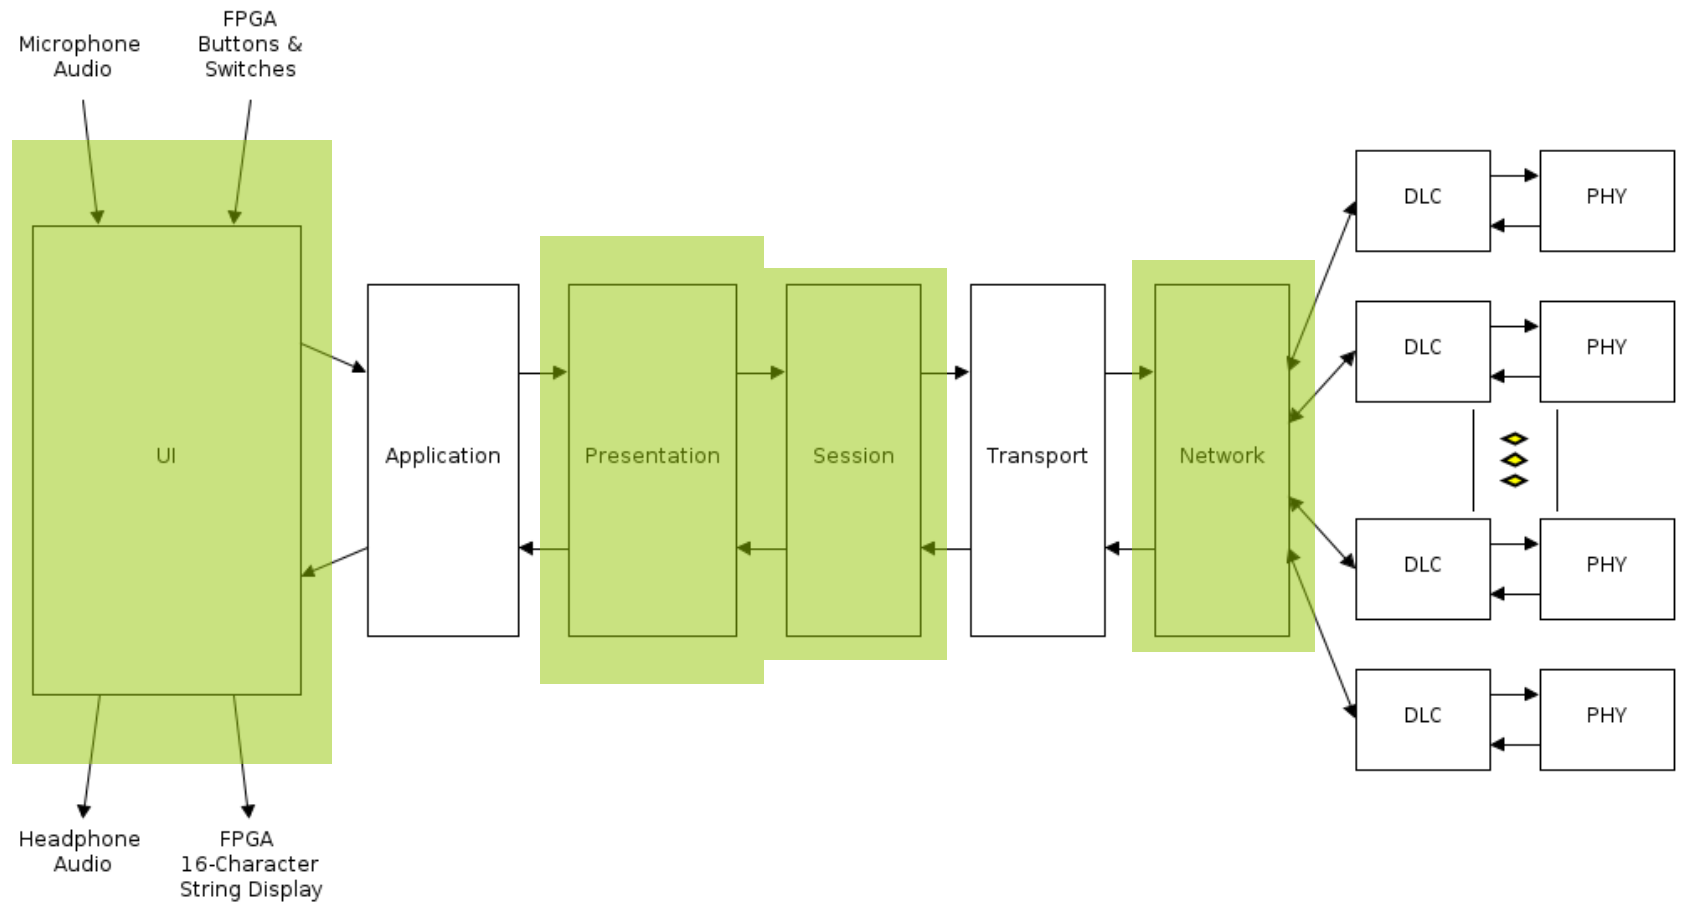 Microphone
Audio
FPGA
Buttons &
Switches
UI
Application
Presentation
Session
Transport
Network
DLC
PHY
DLC
PHY
DLC
PHY
DLC
PHY
Headphone
Audio
FPGA
16-Character
String Display